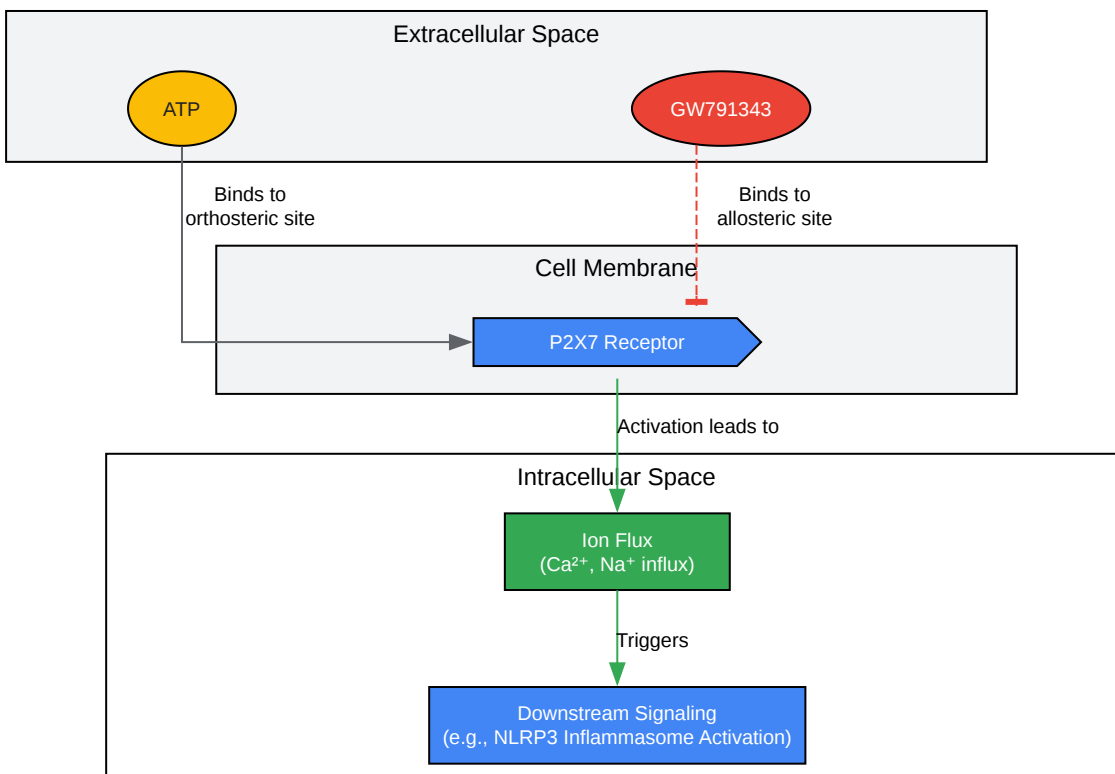 Extracellular Space
ATP
GW791343
Binds to
orthosteric site
Binds to
allosteric site
Cell Membrane
P2X7 Receptor
Activation leads to
Intracellular Space
Ion Flux
(Ca²⁺, Na⁺ influx)
Triggers
Downstream Signaling
(e.g., NLRP3 Inflammasome Activation)